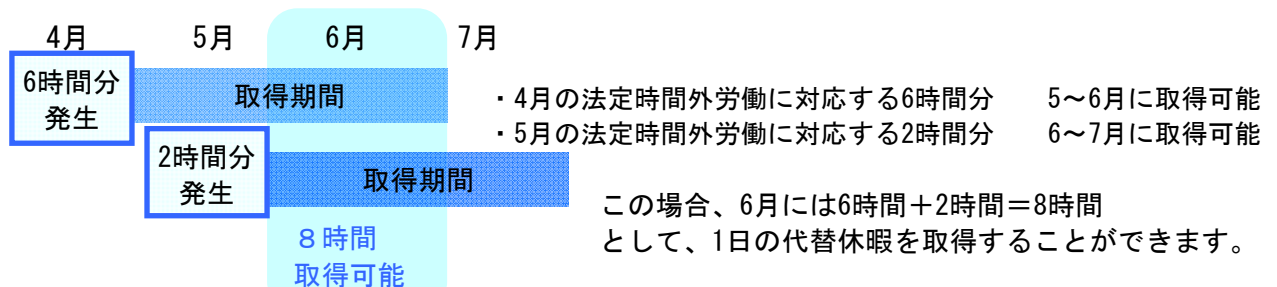 4月 5月 6月 7月
6時間分
発生
取得期間
2時間分
発生
取得期間
8時間
取得可能
・4月の法定時間外労働に対応する6時間分 5～6月に取得可能
・5月の法定時間外労働に対応する2時間分 6～7月に取得可能
この場合、6月には6時間＋2時間＝8時間
として、1日の代替休暇を取得することができます。